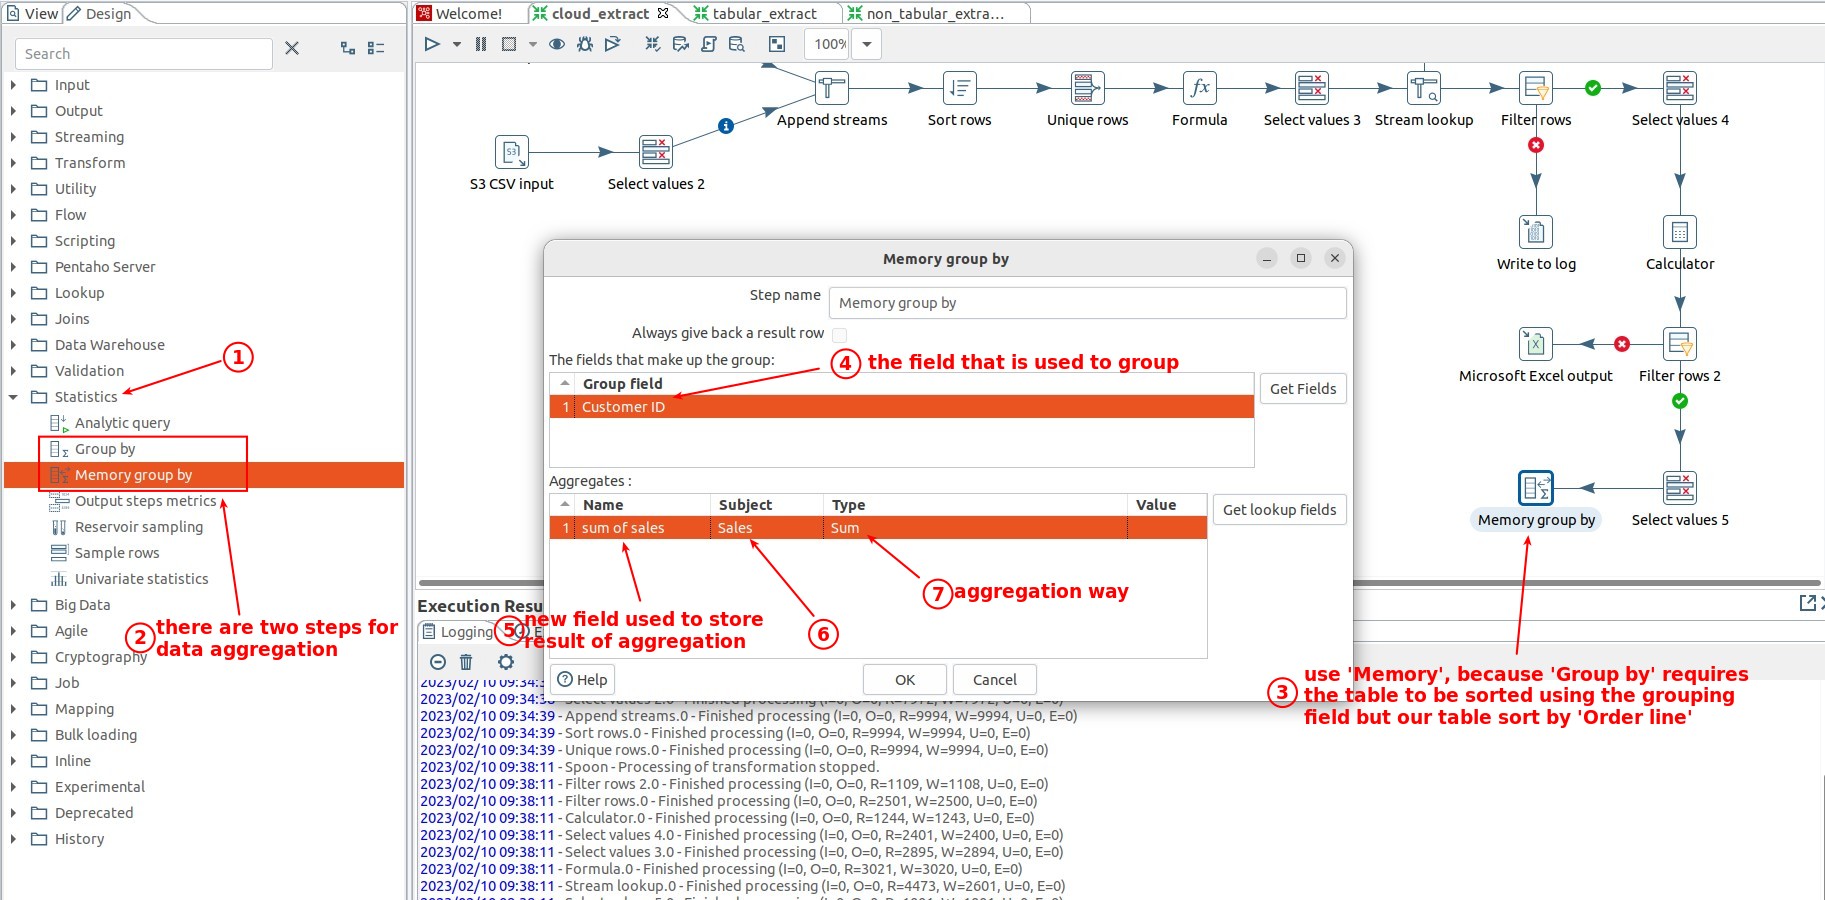 View
Design
Search
Input
Output
Streaming
Transform
Utility
Flow
Scripting
Pentaho Server
Lookup
Joins
Data Warehouse
Validation
Statistics
Analytic query
Group by
Memory group by
Output steps metrics
Reservoir sampling
Sample rows
Univariate statistics
Big Data
Agile
Cryptography
Job
Mapping
Bulk loading
Inline
Experimental
Deprecated
History
1
2 there are two steps for
data aggregation
Welcome!
cloud_extract
tabular_extract
non_tabular_extra...
100%
Append streams
Sort rows
Unique rows
Formula
Select values 3
Stream lookup
Filter rows
Select values 4
S3 CSV input
Select values 2
Write to log
Calculator
Microsoft Excel output
Filter rows 2
Memory group by
Select values 5
3 use 'Memory', because 'Group by' requires
the table to be sorted using the grouping
field but our table sort by 'Order line'
Memory group by
Step name
Memory group by
Always give back a result row
The fields that make up the group:
4 the field that is used to group
Group field
1 Customer ID
Get Fields
Aggregates :
Name Subject Type Value
1 sum of sales Sales Sum
Get lookup fields
5 new field used to store
result of aggregation
6
7 aggregation way
Help
OK
Cancel
Execution Resu
Logging
2023/02/10 09:34:39 - Append streams.0 - Finished processing (I=0, O=0, R=9994, W=9994, U=0, E=0)
2023/02/10 09:34:39 - Sort rows.0 - Finished processing (I=0, O=0, R=9994, W=9994, U=0, E=0)
2023/02/10 09:34:39 - Unique rows.0 - Finished processing (I=0, O=0, R=9994, W=9994, U=0, E=0)
2023/02/10 09:38:11 - Spoon - Processing of transformation stopped.
2023/02/10 09:38:11 - Filter rows 2.0 - Finished processing (I=0, O=0, R=1109, W=1108, U=0, E=0)
2023/02/10 09:38:11 - Filter rows.0 - Finished processing (I=0, O=0, R=2501, W=2500, U=0, E=0)
2023/02/10 09:38:11 - Calculator.0 - Finished processing (I=0, O=0, R=1244, W=1243, U=0, E=0)
2023/02/10 09:38:11 - Select values 4.0 - Finished processing (I=0, O=0, R=2401, W=2400, U=0, E=0)
2023/02/10 09:38:11 - Select values 3.0 - Finished processing (I=0, O=0, R=2895, W=2894, U=0, E=0)
2023/02/10 09:38:11 - Formula.0 - Finished processing (I=0, O=0, R=3021, W=3020, U=0, E=0)
2023/02/10 09:38:11 - Stream lookup.0 - Finished processing (I=0, O=0, R=4473, W=2601, U=0, E=0)